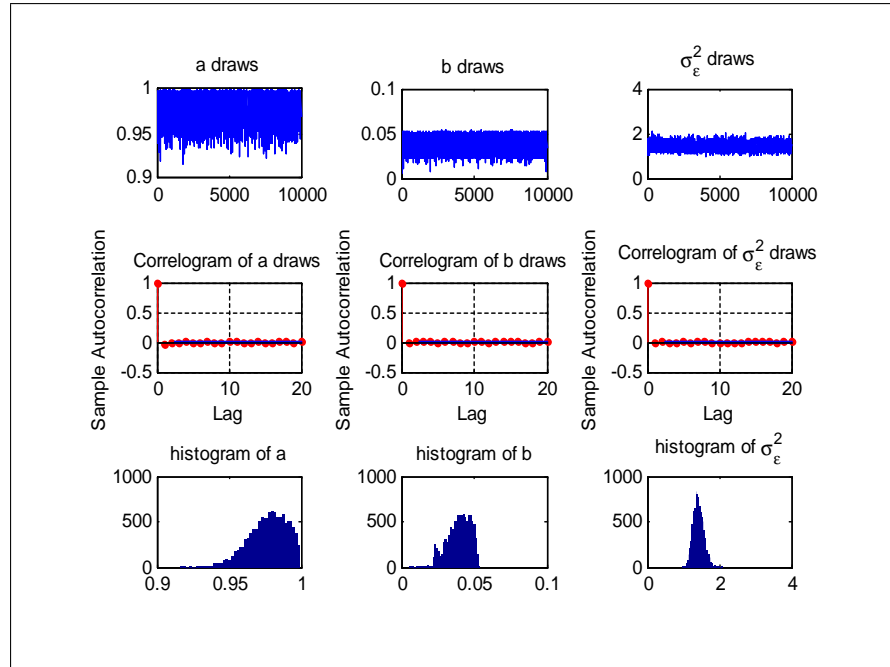 a draws
b draws
σ_ε^2 draws
1
0.95
0.9
0 5000 10000
0.1
0.05
0
0 5000 10000
4
2
0
0 5000 10000
Correlogram of a draws
Correlogram of b draws
Correlogram of σ_ε^2 draws
Sample Autocorrelation
1
0.5
0
-0.5
0 10 20
Lag
Sample Autocorrelation
1
0.5
0
-0.5
0 10 20
Lag
Sample Autocorrelation
1
0.5
0
-0.5
0 10 20
Lag
histogram of a
histogram of b
histogram of σ_ε^2
1000
500
0
0.9 0.95 1
1000
500
0
0 0.05 0.1
1000
500
0
0 2 4